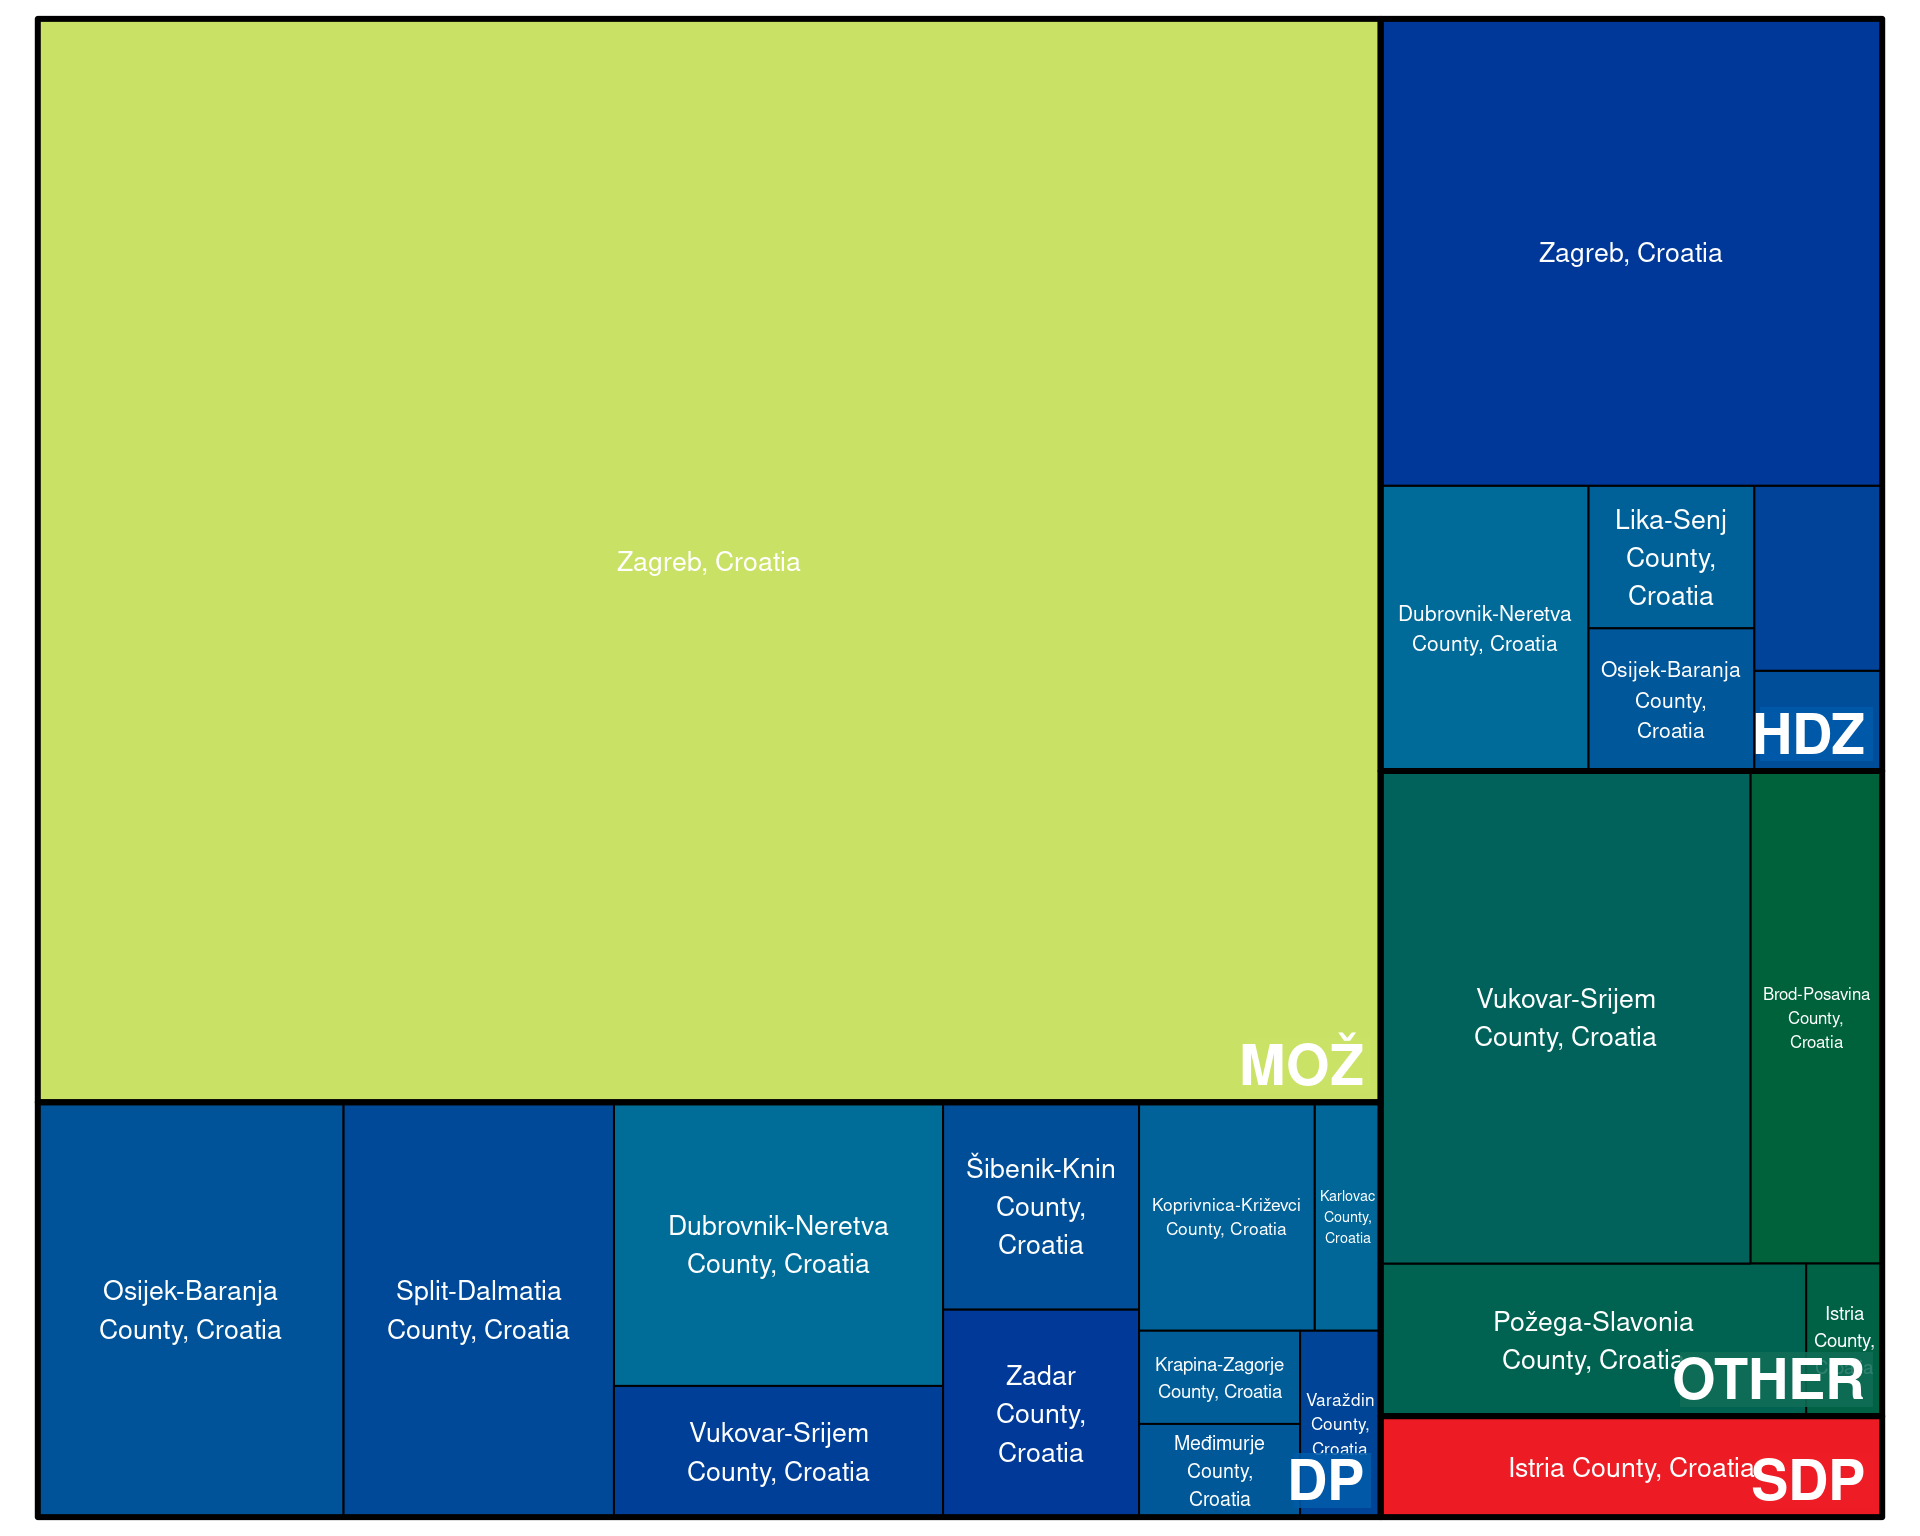 Zagreb, Croatia
MOŽ
Zagreb, Croatia
Dubrovnik-Neretva
County, Croatia
Lika-Senj
County,
Croatia
Osijek-Baranja
County,
Croatia
HDZ
Vukovar-Srijem
County, Croatia
Brod-Posavina
County,
Croatia
Požega-Slavonia
County, Croatia
Istria
County,
Croatia
OTHER
Istria County, Croatia
SDP
Osijek-Baranja
County, Croatia
Split-Dalmatia
County, Croatia
Dubrovnik-Neretva
County, Croatia
Vukovar-Srijem
County, Croatia
Šibenik-Knin
County,
Croatia
Zadar
County,
Croatia
Koprivnica-Križevci
County, Croatia
Karlovac
County,
Croatia
Krapina-Zagorje
County, Croatia
Međimurje
County,
Croatia
Varaždin
County,
Croatia
DP